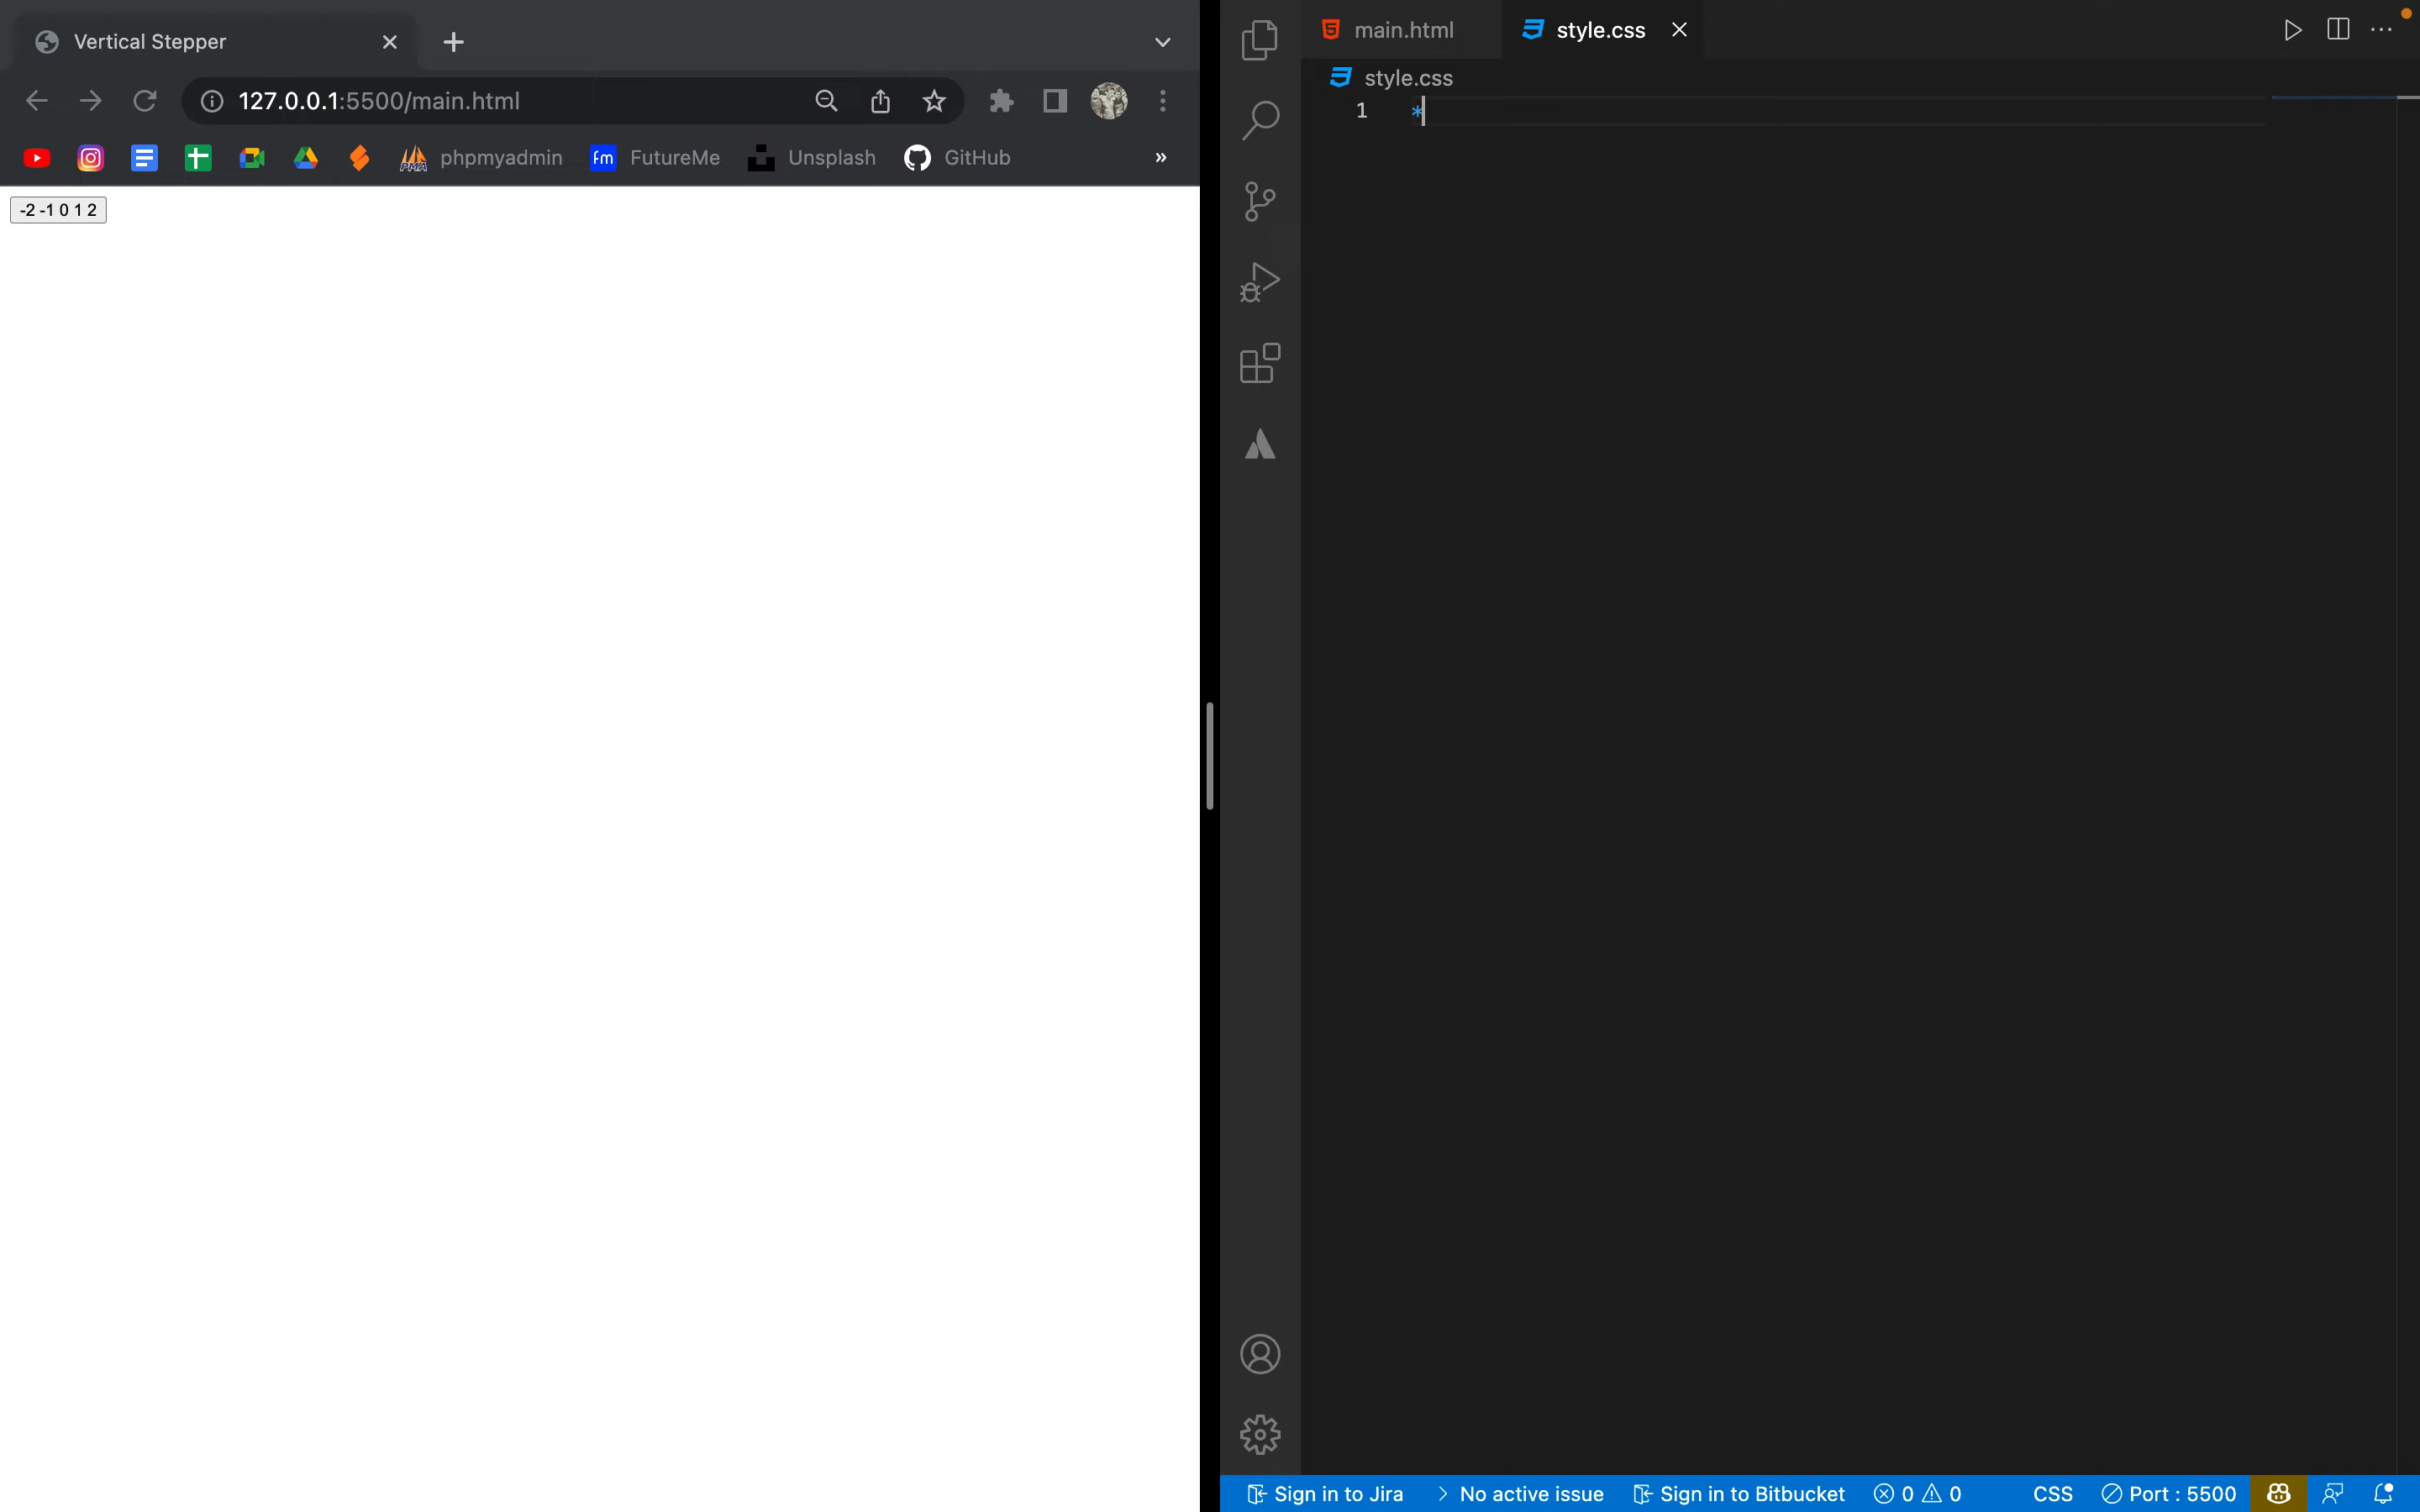 Vertical Stepper
127.0.0.1:5500/main.html
PMA phpmyadmin fm FutureMe Unsplash GitHub »
-2 -1 0 1 2
main.html style.css
style.css
1 *
Sign in to Jira No active issue Sign in to Bitbucket 0 0 CSS Port : 5500